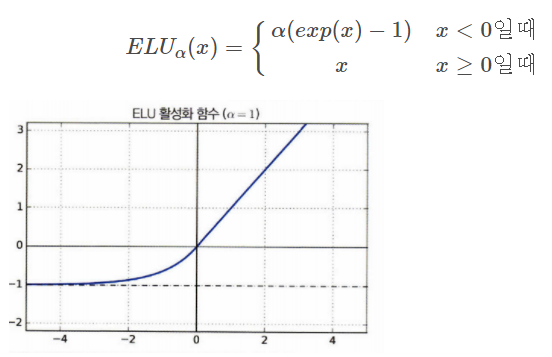 ELUα(x) = { α(exp(x) − 1) x < 0일 때
x x ≥ 0일 때
ELU 활성화 함수 (α = 1)
3
2
1
0
−1
−2
−4 −2 0 2 4